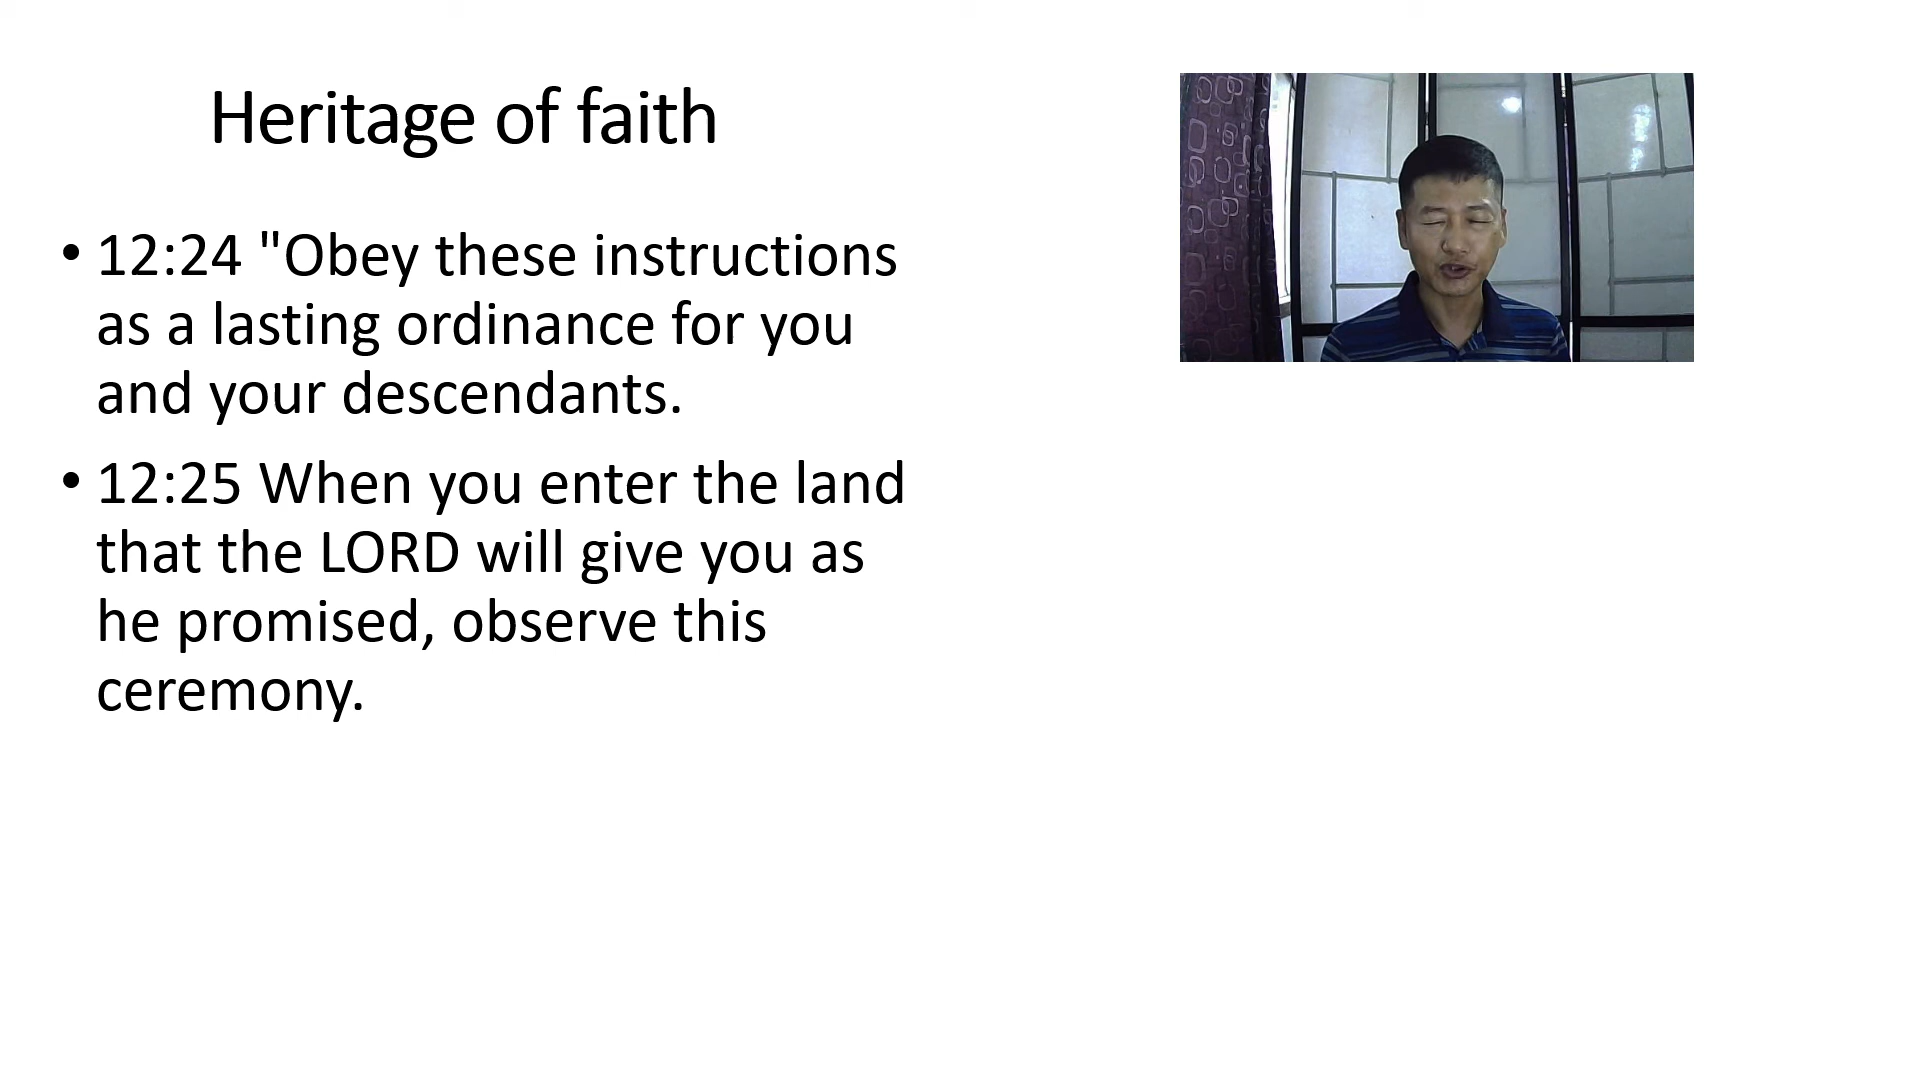 Heritage of faith
• 12:24 "Obey these instructions
as a lasting ordinance for you
and your descendants.
• 12:25 When you enter the land
that the LORD will give you as
he promised, observe this
ceremony.